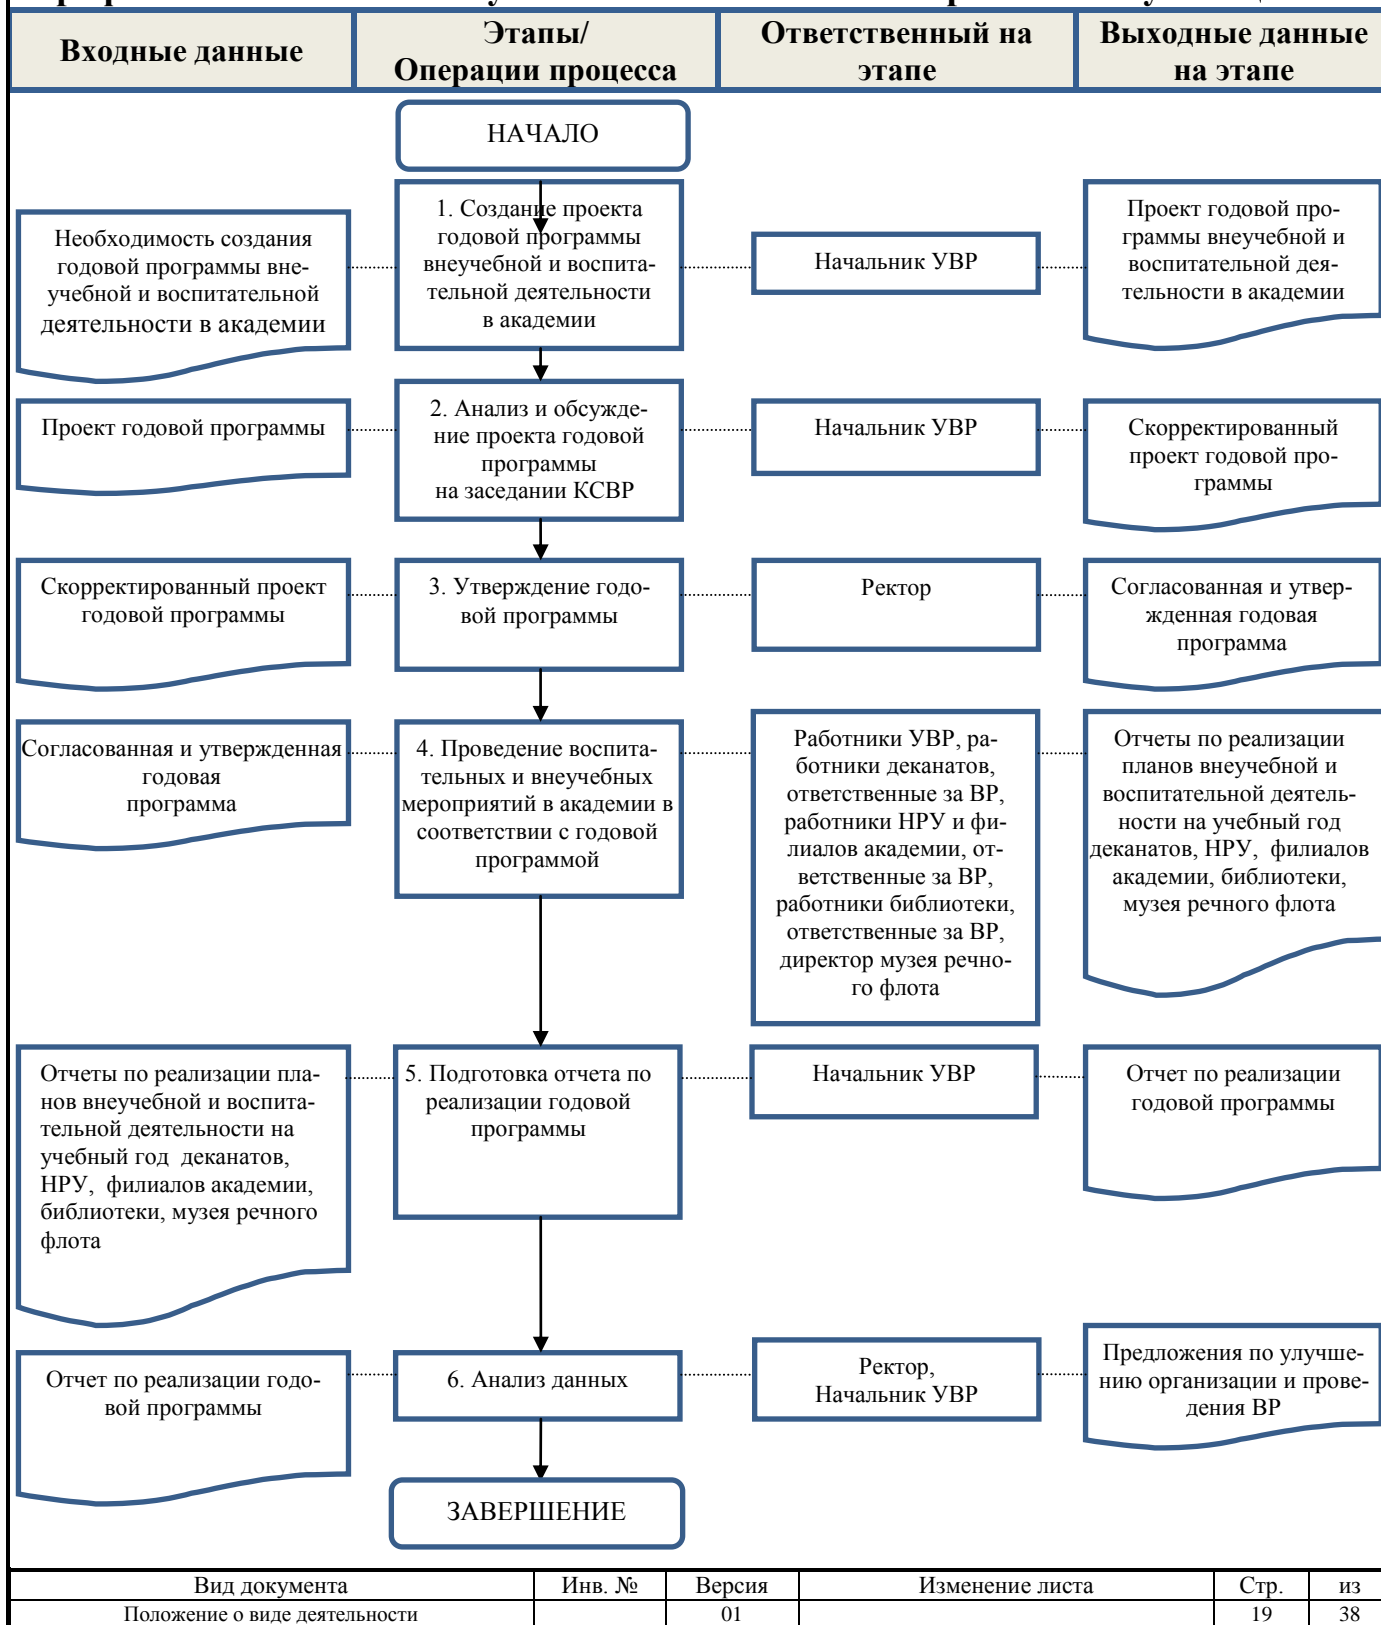 Входные данные
Этапы/
Операции процесса
Ответственный на
этапе
Выходные данные
на этапе
НАЧАЛО
Необходимость создания
годовой программы вне-
учебной и воспитательной
деятельности в академии
1. Создание проекта
годовой программы
внеучебной и воспита-
тельной деятельности
в академии
Начальник УВР
Проект годовой про-
граммы внеучебной и
воспитательной дея-
тельности в академии
Проект годовой программы
2. Анализ и обсужде-
ние проекта годовой
программы
на заседании КСВР
Начальник УВР
Скорректированный
проект годовой про-
граммы
Скорректированный проект
годовой программы
3. Утверждение годо-
вой программы
Ректор
Согласованная и утвер-
жденная годовая
программа
Согласованная и утвержденная
годовая
программа
4. Проведение воспита-
тельных и внеучебных
мероприятий в академии в
соответствии с годовой
программой
Работники УВР, ра-
ботники деканатов,
ответственные за ВР,
работники НРУ и фи-
лиалов академии, от-
ветственные за ВР,
работники библиотеки,
ответственные за ВР,
директор музея речно-
го флота
Отчеты по реализации
планов внеучебной и
воспитательной деятель-
ности на учебный год
деканатов, НРУ, филиалов
академии, библиотеки,
музея речного флота
Отчеты по реализации пла-
нов внеучебной и воспита-
тельной деятельности на
учебный год деканатов,
НРУ, филиалов академии,
библиотеки, музея речного
флота
5. Подготовка отчета по
реализации годовой
программы
Начальник УВР
Отчет по реализации
годовой программы
Отчет по реализации годо-
вой программы
6. Анализ данных
Ректор,
Начальник УВР
Предложения по улучше-
нию организации и прове-
дения ВР
ЗАВЕРШЕНИЕ
Вид документа Инв. № Версия Изменение листа Стр. из
Положение о виде деятельности 01 19 38